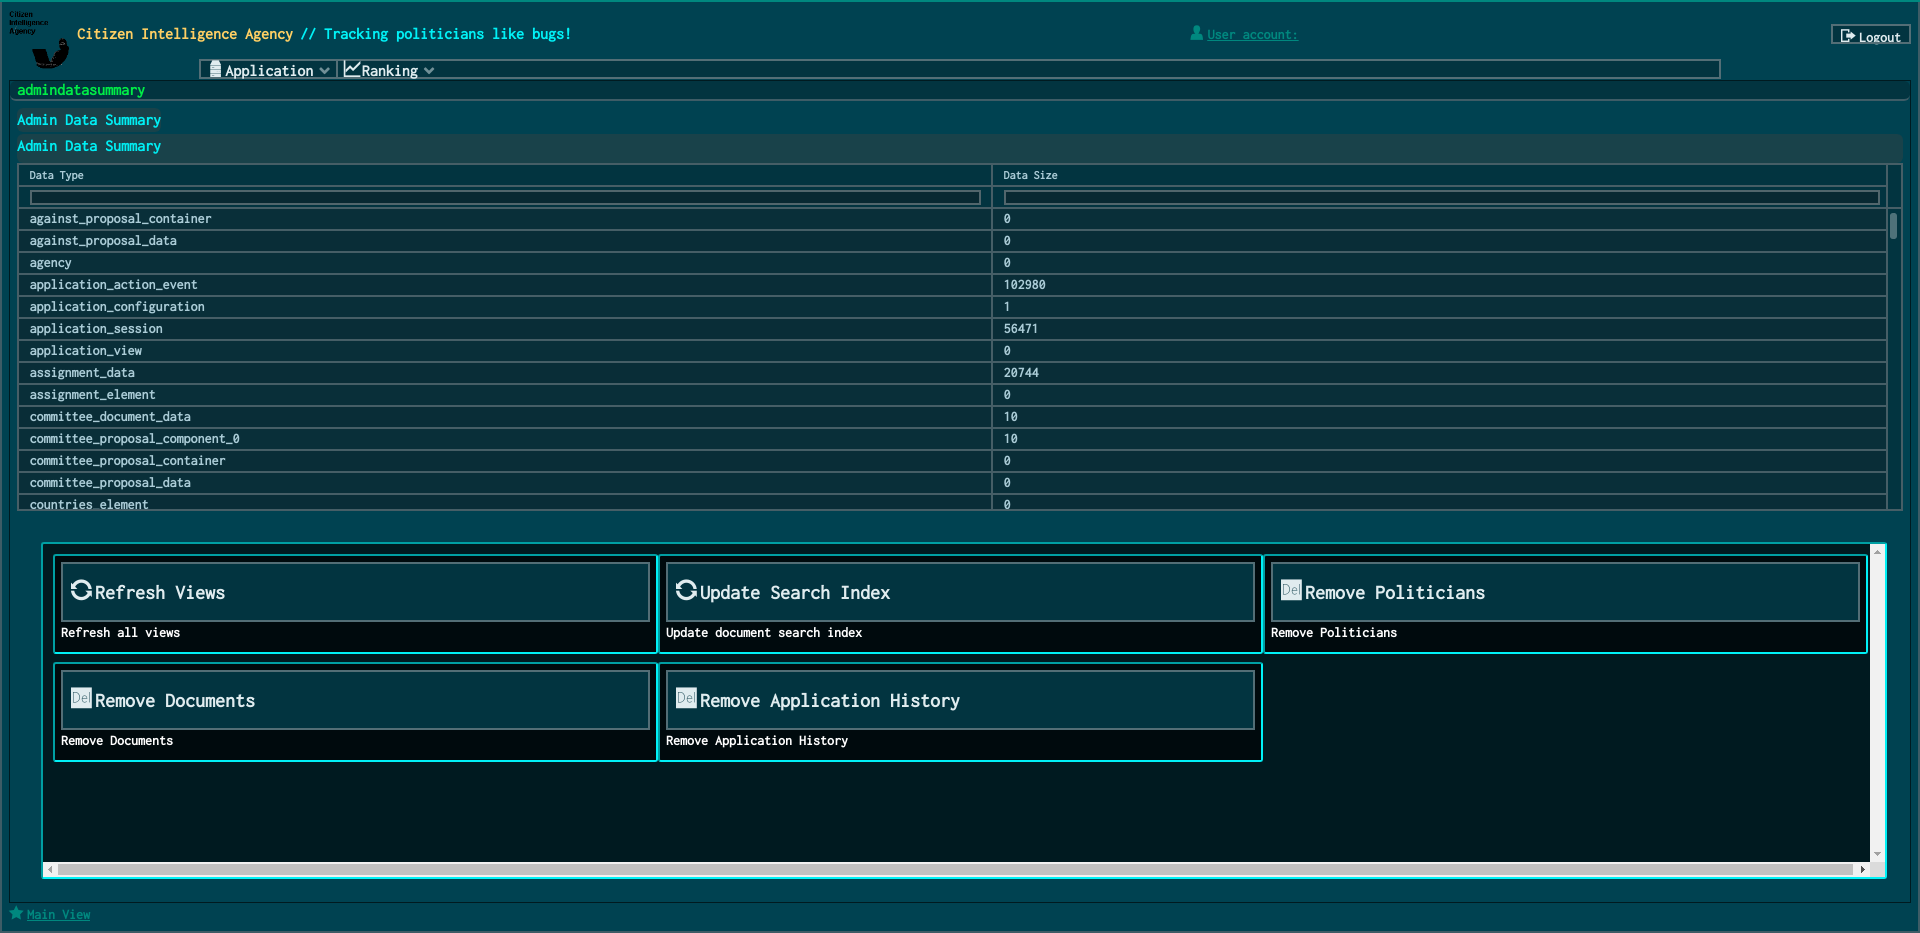 Citizen
Intelligence
Agency
Citizen Intelligence Agency // Tracking politicians like bugs!
User account:
Logout
Application
Ranking
admindatasummary
Admin Data Summary
Admin Data Summary
Data Type Data Size
against_proposal_container 0
against_proposal_data 0
agency 0
application_action_event 102980
application_configuration 1
application_session 56471
application_view 0
assignment_data 20744
assignment_element 0
committee_document_data 10
committee_proposal_component_0 10
committee_proposal_container 0
committee_proposal_data 0
countries_element 0
Refresh Views
Refresh all views
Update Search Index
Update document search index
Del Remove Politicians
Remove Politicians
Del Remove Documents
Remove Documents
Del Remove Application History
Remove Application History
Main View